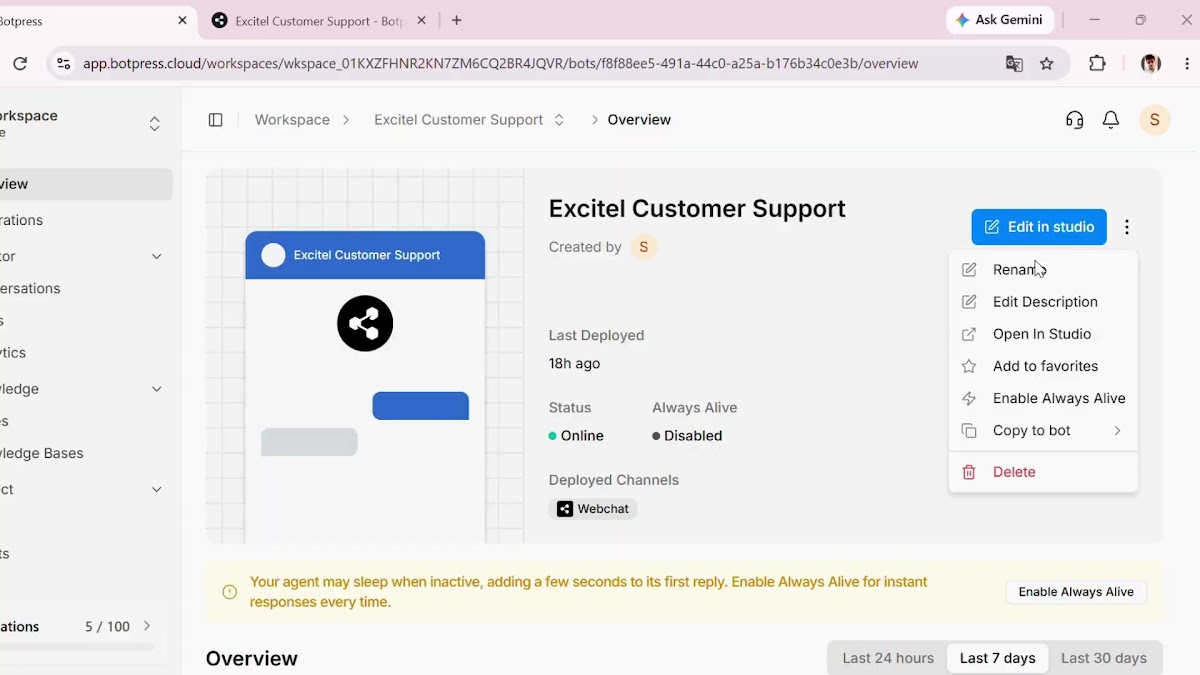 Botpress
Excitel Customer Support - Botp
Ask Gemini
app.botpress.cloud/workspaces/wkspace_01KXZFHNR2KN7ZM6CQ2BR4JQVR/bots/f8f88ee5-491a-44c0-a25a-b176b34c0e3b/overview
rkspace
e
Workspace
Excitel Customer Support
Overview
S
view
rations
tor
ersations
s
ytics
ledge
es
ledge Bases
ct
ts
ations 5 / 100
Excitel Customer Support
Excitel Customer Support
Created by S
Edit in studio
Rename
Edit Description
Open In Studio
Add to favorites
Enable Always Alive
Copy to bot
Delete
Last Deployed
18h ago
Status Always Alive
Online Disabled
Deployed Channels
Webchat
Your agent may sleep when inactive, adding a few seconds to its first reply. Enable Always Alive for instant
responses every time.
Enable Always Alive
Overview
Last 24 hours Last 7 days Last 30 days